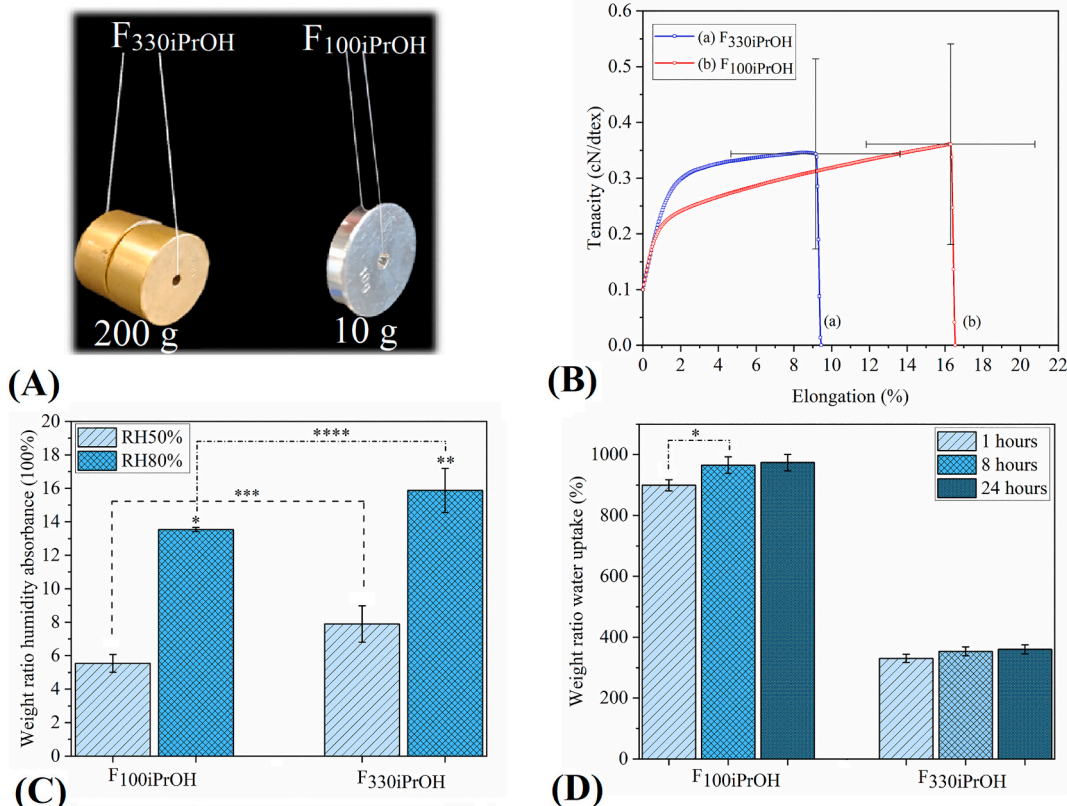 F330iPrOH
F100iPrOH
200 g
10 g
(A)
0.6
0.5
0.4
0.3
0.2
0.1
0.0
Tenacity (cN/dtex)
(a) F330iPrOH
(b) F100iPrOH
(a)
(b)
0 2 4 6 8 10 12 14 16 18 20 22
Elongation (%)
(B)
20
18
16
14
12
10
8
6
4
2
0
Weight ratio humidity absorbance (100%)
RH50%
RH80%
****
***
*
**
F100iPrOH
F330iPrOH
(C)
1000
800
600
400
200
0
Weight ratio water uptake (%)
*
1 hours
8 hours
24 hours
F100iPrOH
F330iPrOH
(D)